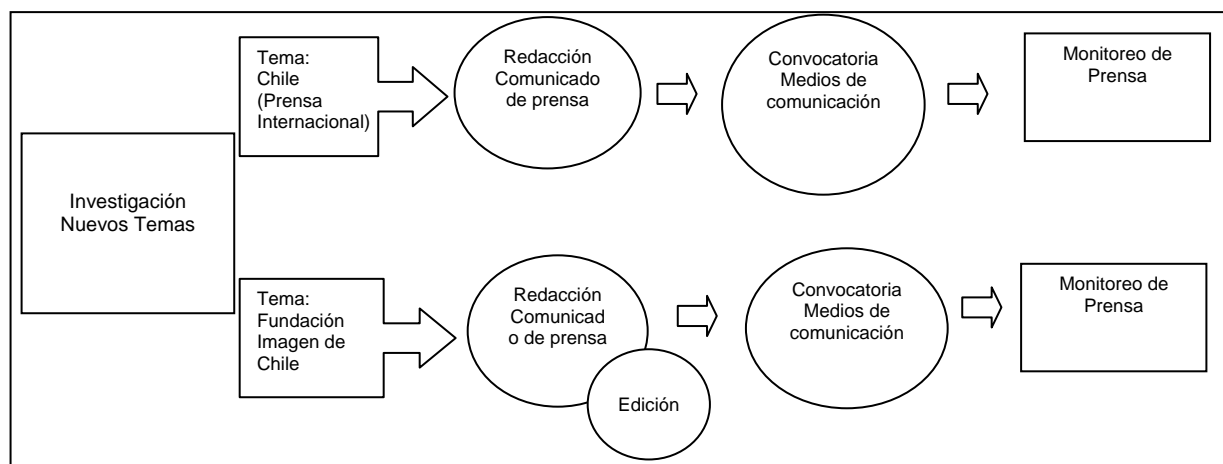 Tema:
Chile
(Prensa
Internacional)
Redacción
Comunicado
de prensa
Convocatoria
Medios de
comunicación
Monitoreo de
Prensa
Investigación
Nuevos Temas
Tema:
Fundación
Imagen de
Chile
Redacción
Comunicad
o de prensa
Edición
Convocatoria
Medios de
comunicación
Monitoreo de
Prensa